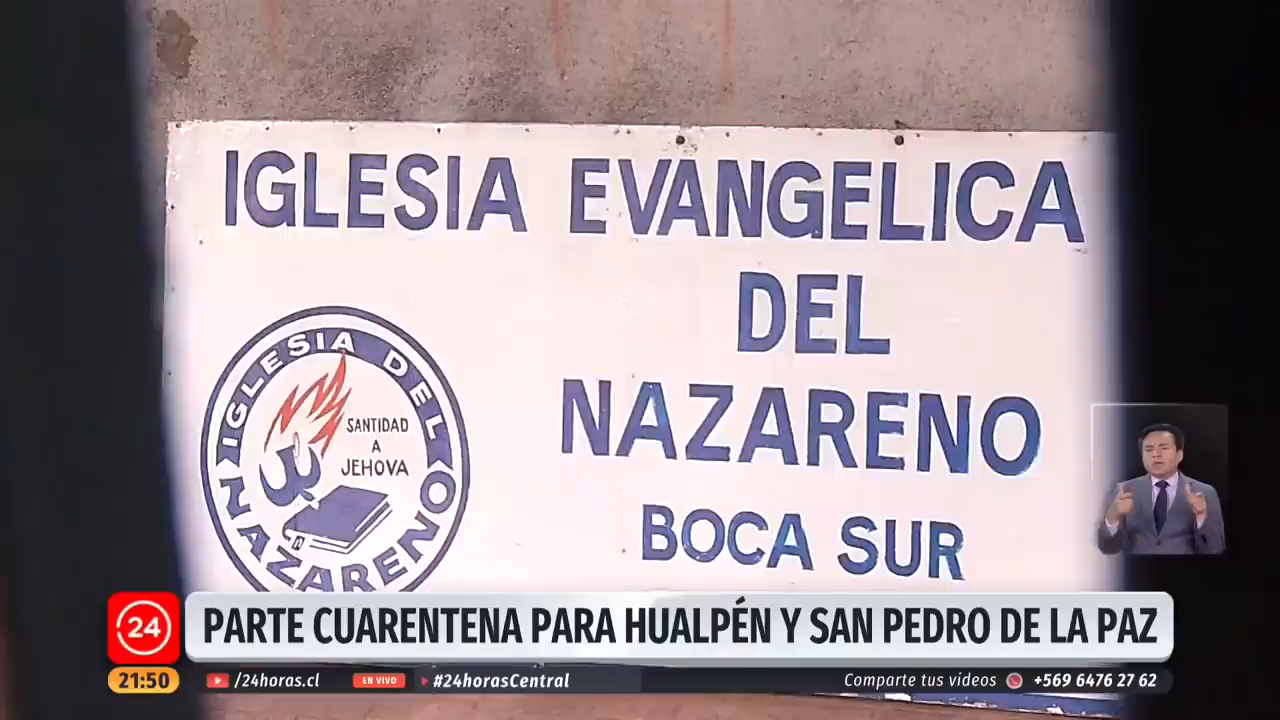 IGLESIA EVANGELICA
DEL
NAZARENO
BOCA SUR
IGLESIA DEL
NAZARENO
SANTIDAD
A
JEHOVA
24
PARTE CUARENTENA PARA HUALPÉN Y SAN PEDRO DE LA PAZ
21:50 /24horas.cl EN VIVO #24horasCentral Comparte tus videos +569 6476 27 62